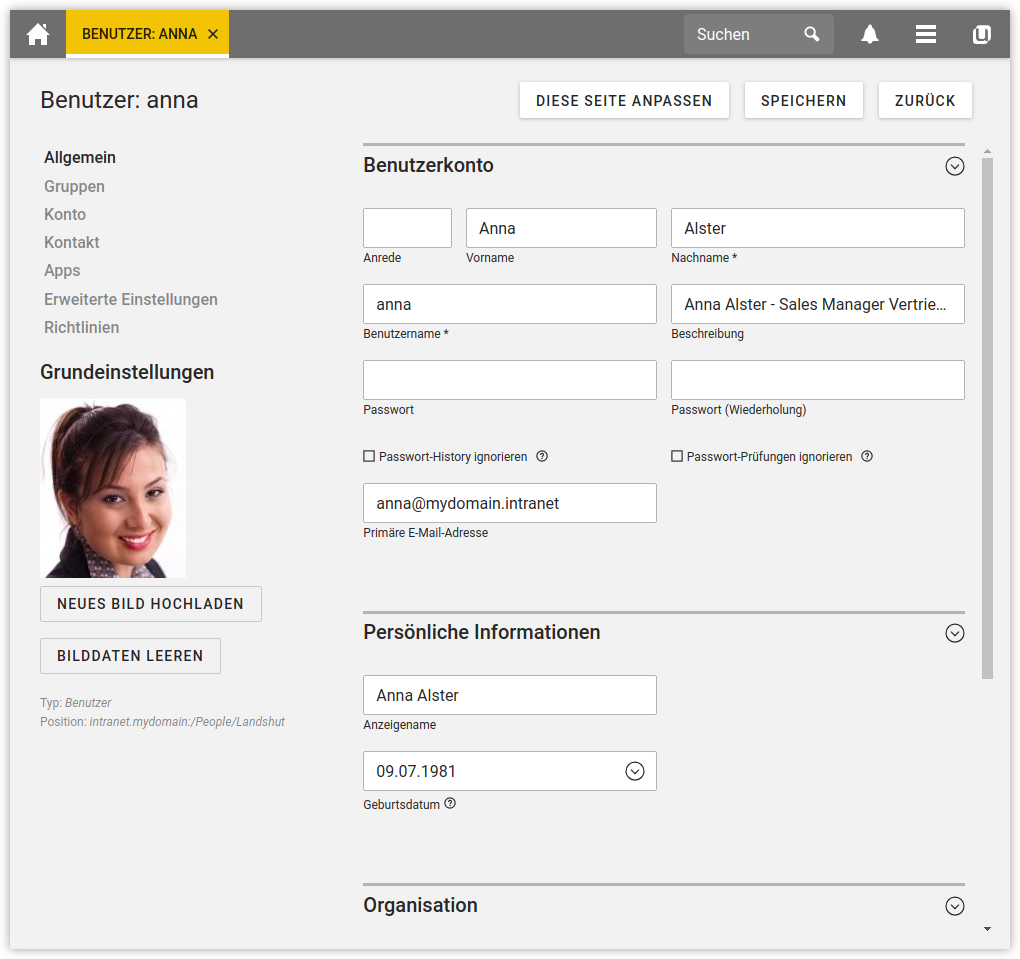 BENUTZER: ANNA
Suchen
Benutzer: anna
DIESE SEITE ANPASSEN
SPEICHERN
ZURÜCK
Allgemein
Gruppen
Konto
Kontakt
Apps
Erweiterte Einstellungen
Richtlinien
Grundeinstellungen
NEUES BILD HOCHLADEN
BILDDATEN LEEREN
Typ: Benutzer
Position: intranet.mydomain:/People/Landshut
Benutzerkonto
Anna
Alster
Anrede
Vorname
Nachname *
anna
Anna Alster - Sales Manager Vertrie...
Benutzername *
Beschreibung
Passwort
Passwort (Wiederholung)
Passwort-History ignorieren
Passwort-Prüfungen ignorieren
anna@mydomain.intranet
Primäre E-Mail-Adresse
Persönliche Informationen
Anna Alster
Anzeigename
09.07.1981
Geburtsdatum
Organisation